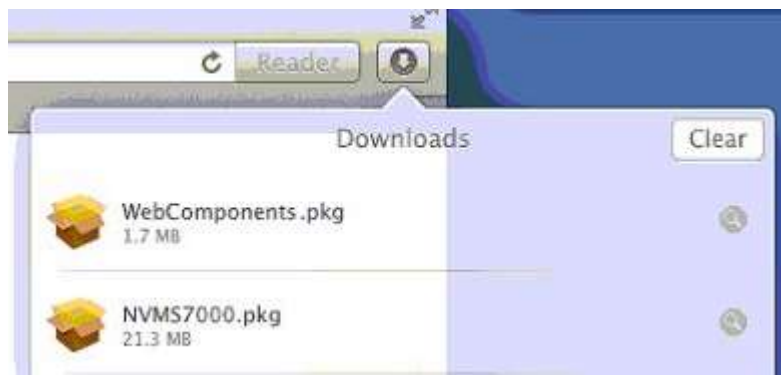 Reader
Downloads
Clear
WebComponents.pkg
1.7 MB
NVMS7000.pkg
21.3 MB